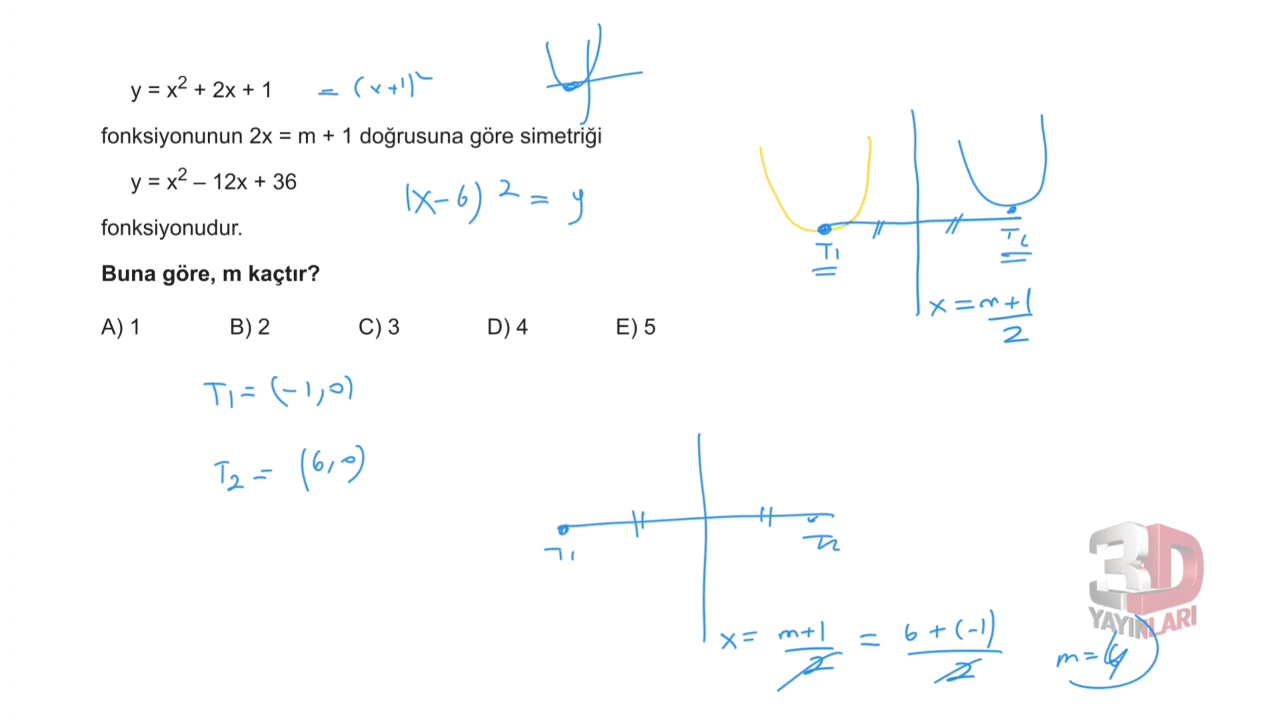 y = x² + 2x + 1 = (x+1)²
fonksiyonunun 2x = m + 1 doğrusuna göre simetriği
y = x² – 12x + 36
(x-6)² = y
fonksiyonudur.
Buna göre, m kaçtır?
A) 1 B) 2 C) 3 D) 4 E) 5
T₁ T₂
x = m+1/2
T₁ = (-1,0)
T₂ = (6,0)
T₁ T₂
x = m+1/2 = 6+(-1)/2 m=4
3D
YAYINLARI